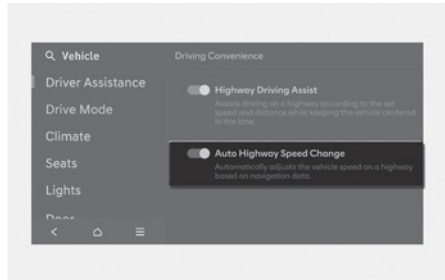 Vehicle
Driver Assistance
Drive Mode
Climate
Seats
Lights
Door
Driving Convenience
Highway Driving Assist
Assists driving on a highway according to the set
speed and distance while keeping the vehicle centered
in the lane.
Auto Highway Speed Change
Automatically adjusts the vehicle speed on a highway
based on navigation data.